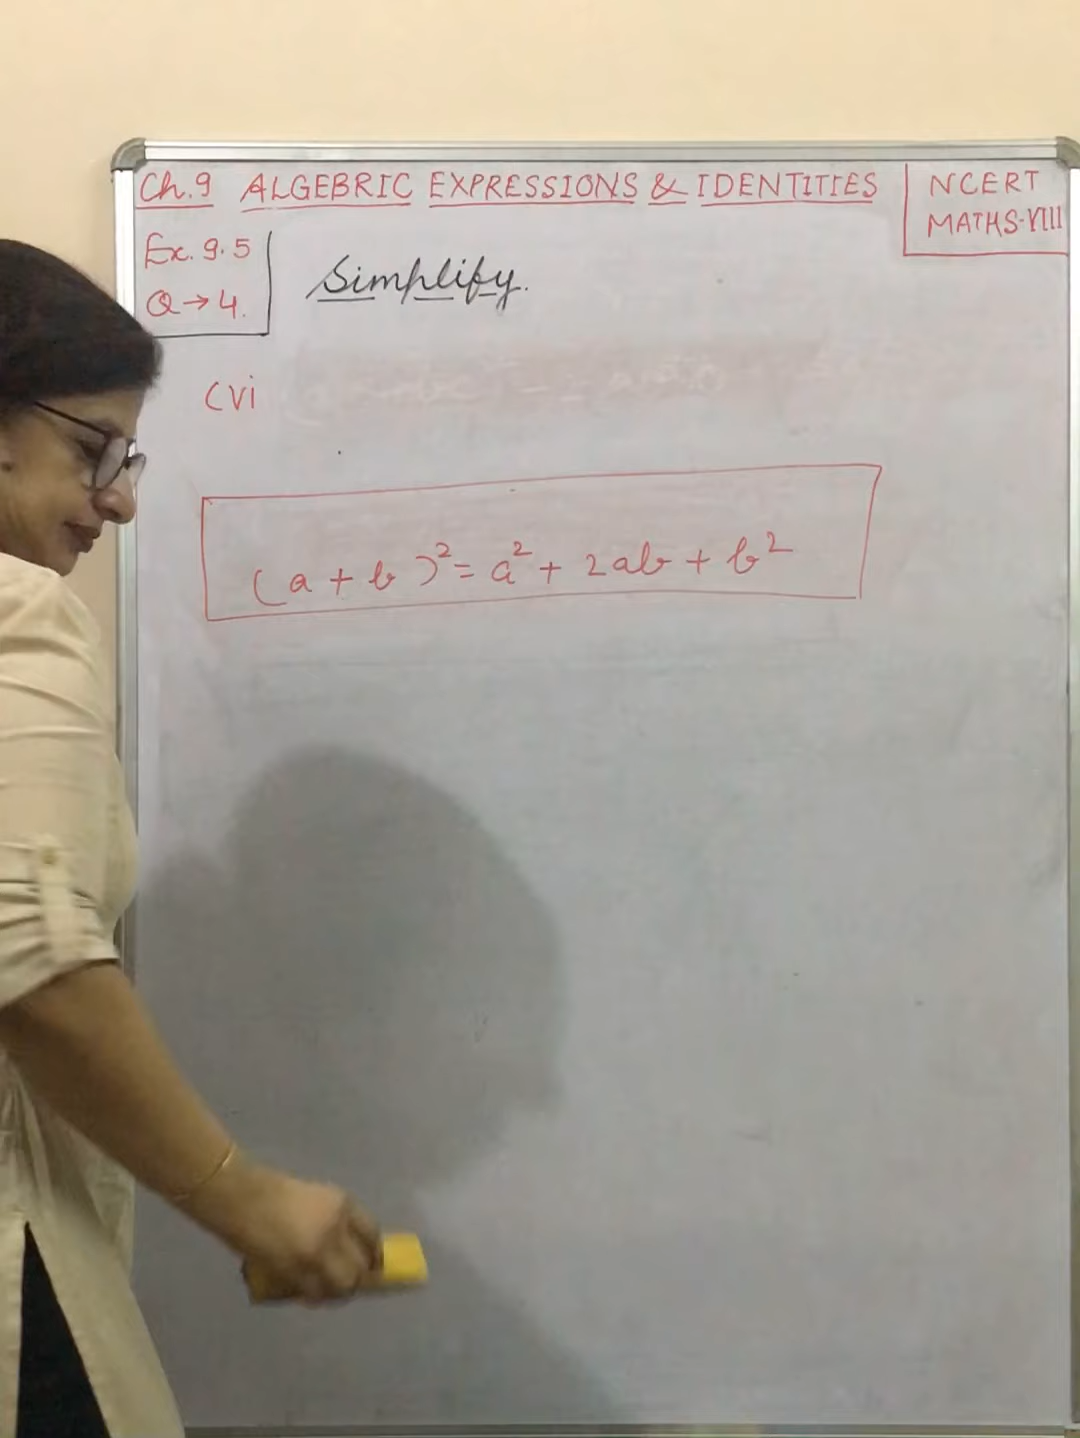 Ch.9 ALGEBRIC EXPRESSIONS & IDENTITIES
NCERT
MATHS-VIII
Ex. 9.5
Q→4.
Simplify.
(vi
(a+b)²=a²+2ab+b²